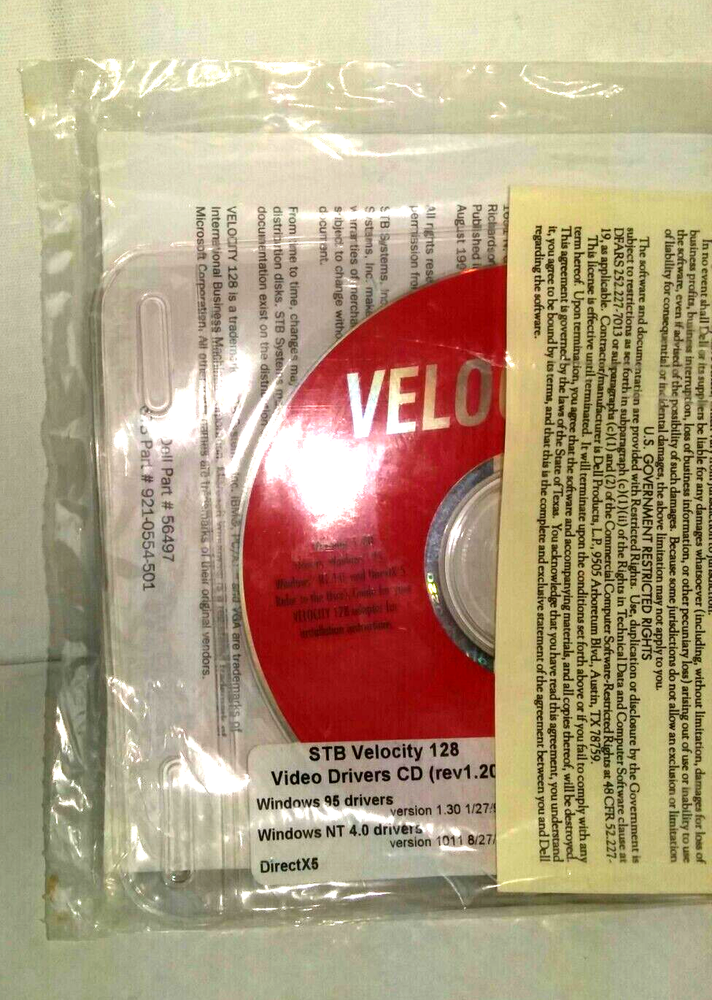 VELO
Version 1.
VELOCITY 128 adapter for
installation instructions.
STB Velocity 128
Video Drivers CD (rev1.20
Windows 95 drivers
version 1.30 1/27/
Windows NT 4.0 drivers
version 1011 8/27/
DirectX5
Richardson
Published i
August 199
All rights rese
permission fro
STB Systems, Inc
Systems, Inc. make
warranties of mercha
subject to change witho
document.
From time to time, changes may
distribution disks. STB Systems
documentation exist on the distribution
VELOCITY 128 is a trademark
International Business Machines
Microsoft Corporation. All other names are trademarks of their original vendors.
and VGA are trademarks of
Dell Part # 56497
Part # 921-0554-501
In no event shall Dell or its suppliers be liable for any damages whatsoever (including, without limitation, damages for loss of
business profits, business interruption, loss of business information, or other pecuniary loss) arising out of use or inability to use
the software, even if advised of the possibility of such damages. Because some jurisdictions do not allow an exclusion or limitation
of liability for consequential or incidental damages, the above limitation may not apply to you.
U.S. GOVERNMENT RESTRICTED RIGHTS
The software and documentation are provided with Restricted Rights. Use, duplication or disclosure by the Government is
subject to restrictions as set forth in subparagraph (c)(1)(ii) of the Rights in Technical Data and Computer Software clause at
DFARS 252.227-7013 or subparagraphs (c)(1) and (2) of the Commercial Computer Software-Restricted Rights at 48 CFR 52.227-
19, as applicable. Contractor/manufacturer is Dell Products, L.P., 9505 Arboretum Blvd., Austin, TX 78759.
This license is effective until terminated. It will terminate upon the conditions set forth above or if you fail to comply with any
term hereof. Upon termination, you agree that the software and accompanying materials, and all copies thereof, will be destroyed.
This agreement is governed by the laws of the State of Texas. You acknowledge that you have read this agreement, you understand
it, you agree to be bound by its terms, and that this is the complete and exclusive statement of the agreement between you and Dell
regarding the software.